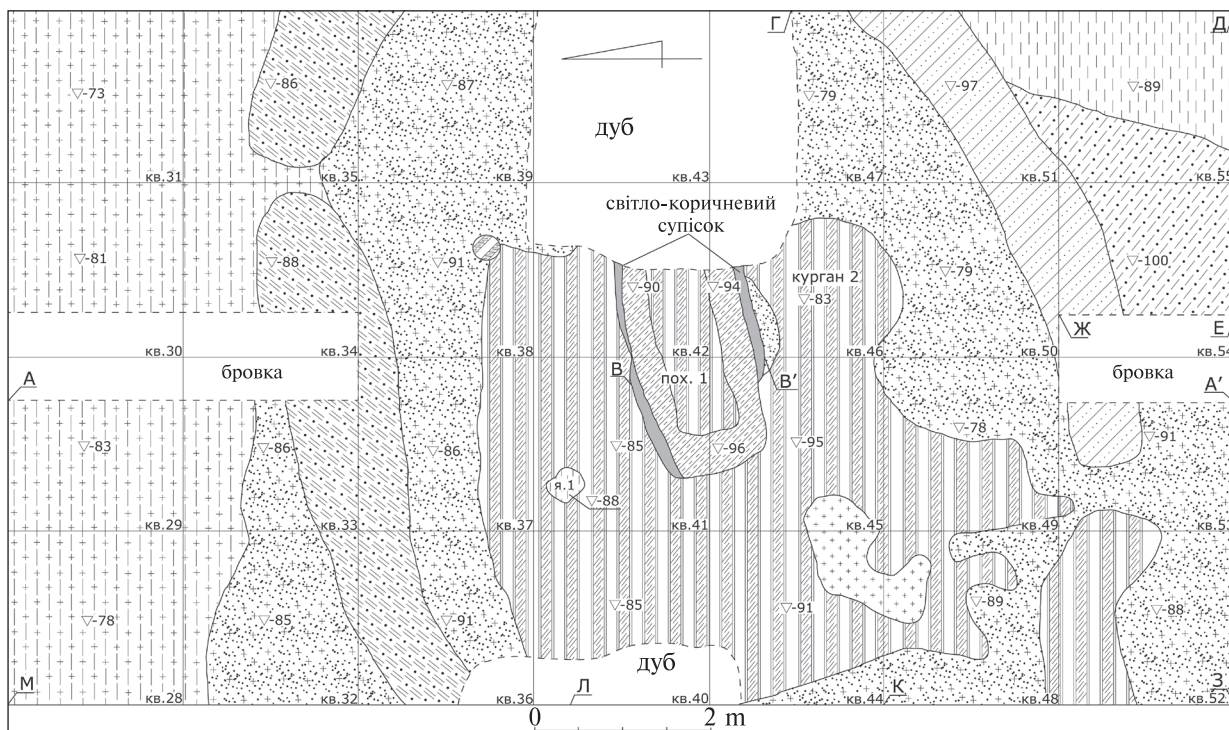 Г
Д
-73
-86
-87
-79
-97
-89
дуб
кв.31
кв.35
кв.39
кв.43
кв.47
кв.51
кв.55
світло-коричневий
супісок
-81
-88
-91
-90
-94
курган 2
-83
-79
-100
Ж
Е
кв.30
кв.34
кв.38
кв.42
кв.46
кв.50
кв.54
А
бровка
В
пох. 1
В′
бровка
А′
-83
-86
-86
-85
-96
-95
-78
-91
я.1
-88
кв.29
кв.33
кв.37
кв.41
кв.45
кв.49
-78
-85
-91
-85
-91
-89
-88
дуб
М
Л
К
З
кв.28
кв.32
кв.36
кв.40
кв.44
кв.48
кв.52
0 2 m